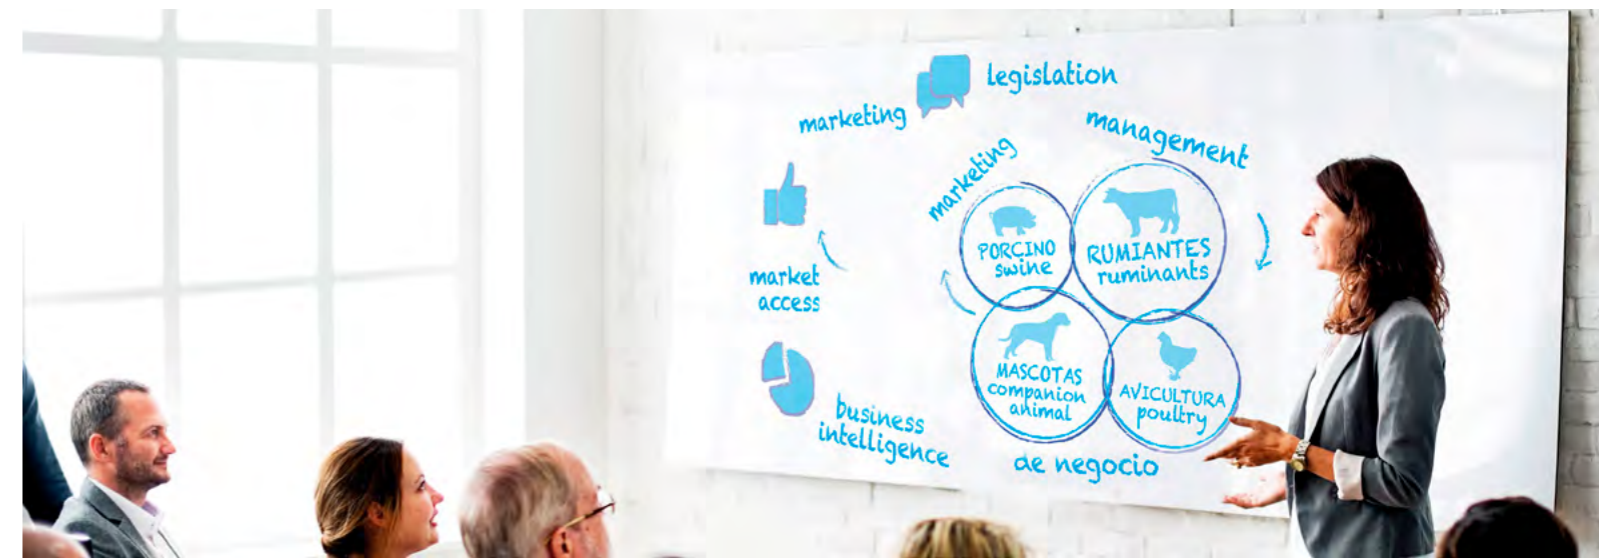 legislation
marketing
management
marketing
PORCINO
swine
RUMIANTES
ruminants
market
access
MASCOTAS
companion
animal
AVICULTURA
poultry
business
intelligence
de negocio